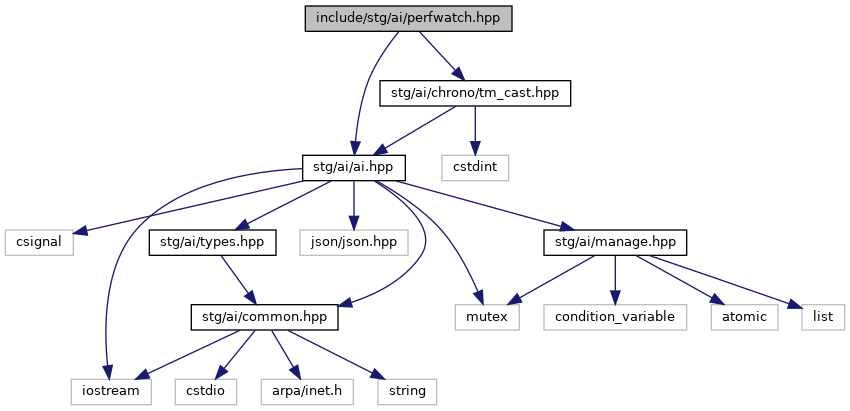 include/stg/ai/perfwatch.hpp
stg/ai/chrono/tm_cast.hpp
stg/ai/ai.hpp
cstdint
csignal
stg/ai/types.hpp
json/json.hpp
stg/ai/manage.hpp
stg/ai/common.hpp
mutex
condition_variable
atomic
list
iostream
cstdio
arpa/inet.h
string